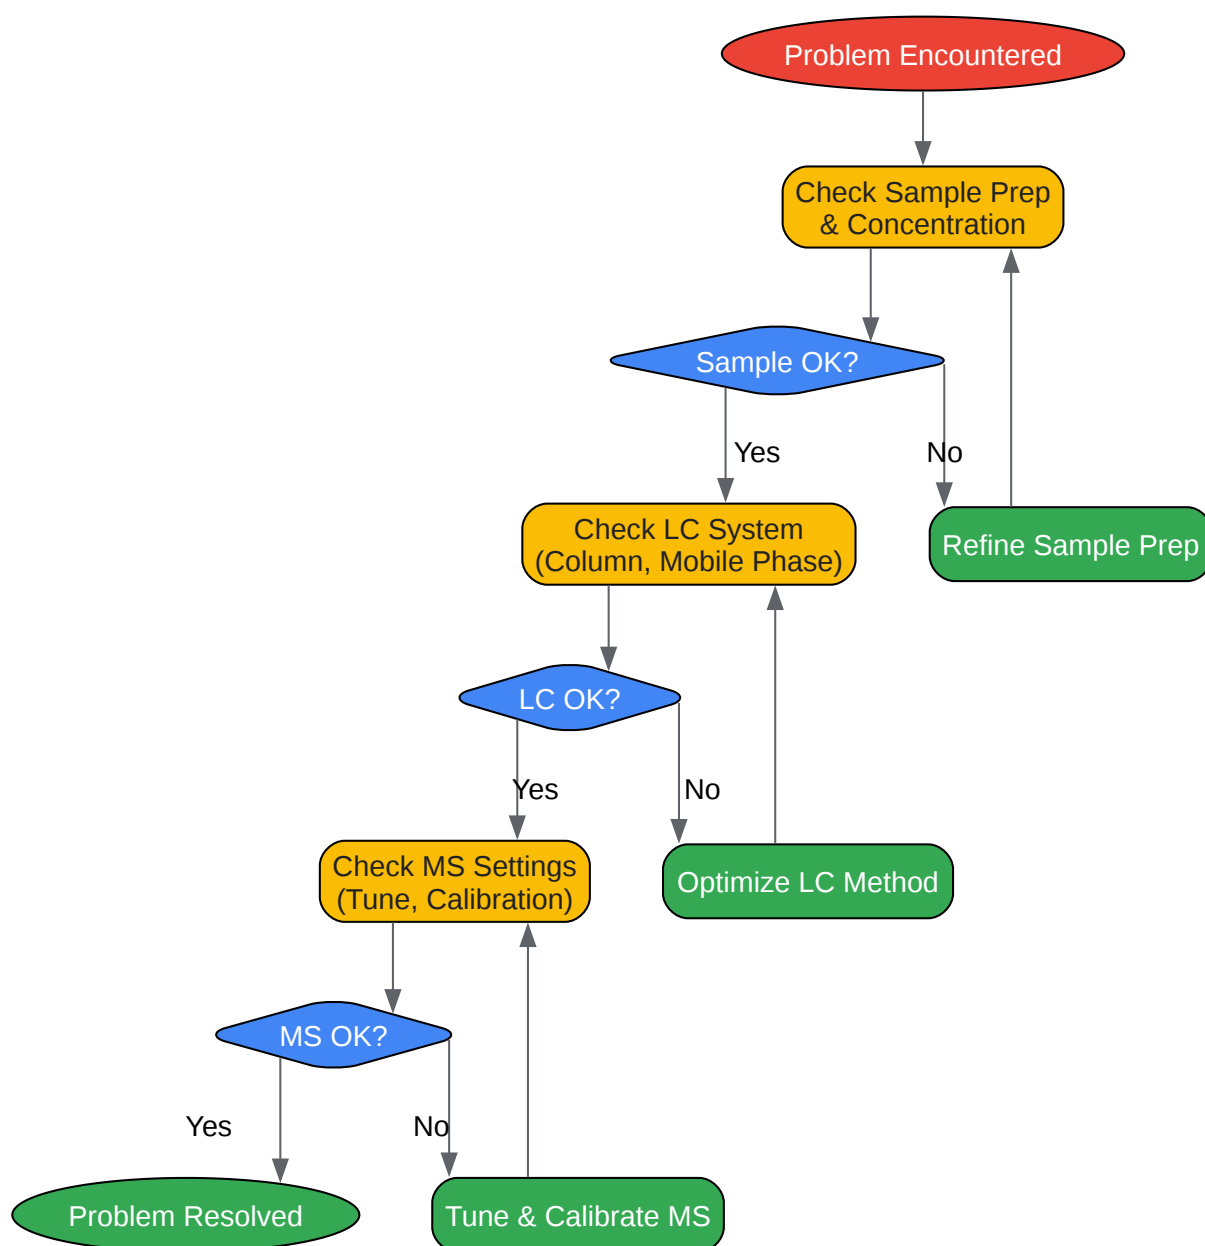 Problem Encountered
Check Sample Prep
& Concentration
Sample OK?
Yes
No
Check LC System
(Column, Mobile Phase)
Refine Sample Prep
LC OK?
Yes
No
Check MS Settings
(Tune, Calibration)
Optimize LC Method
MS OK?
Yes
No
Problem Resolved
Tune & Calibrate MS